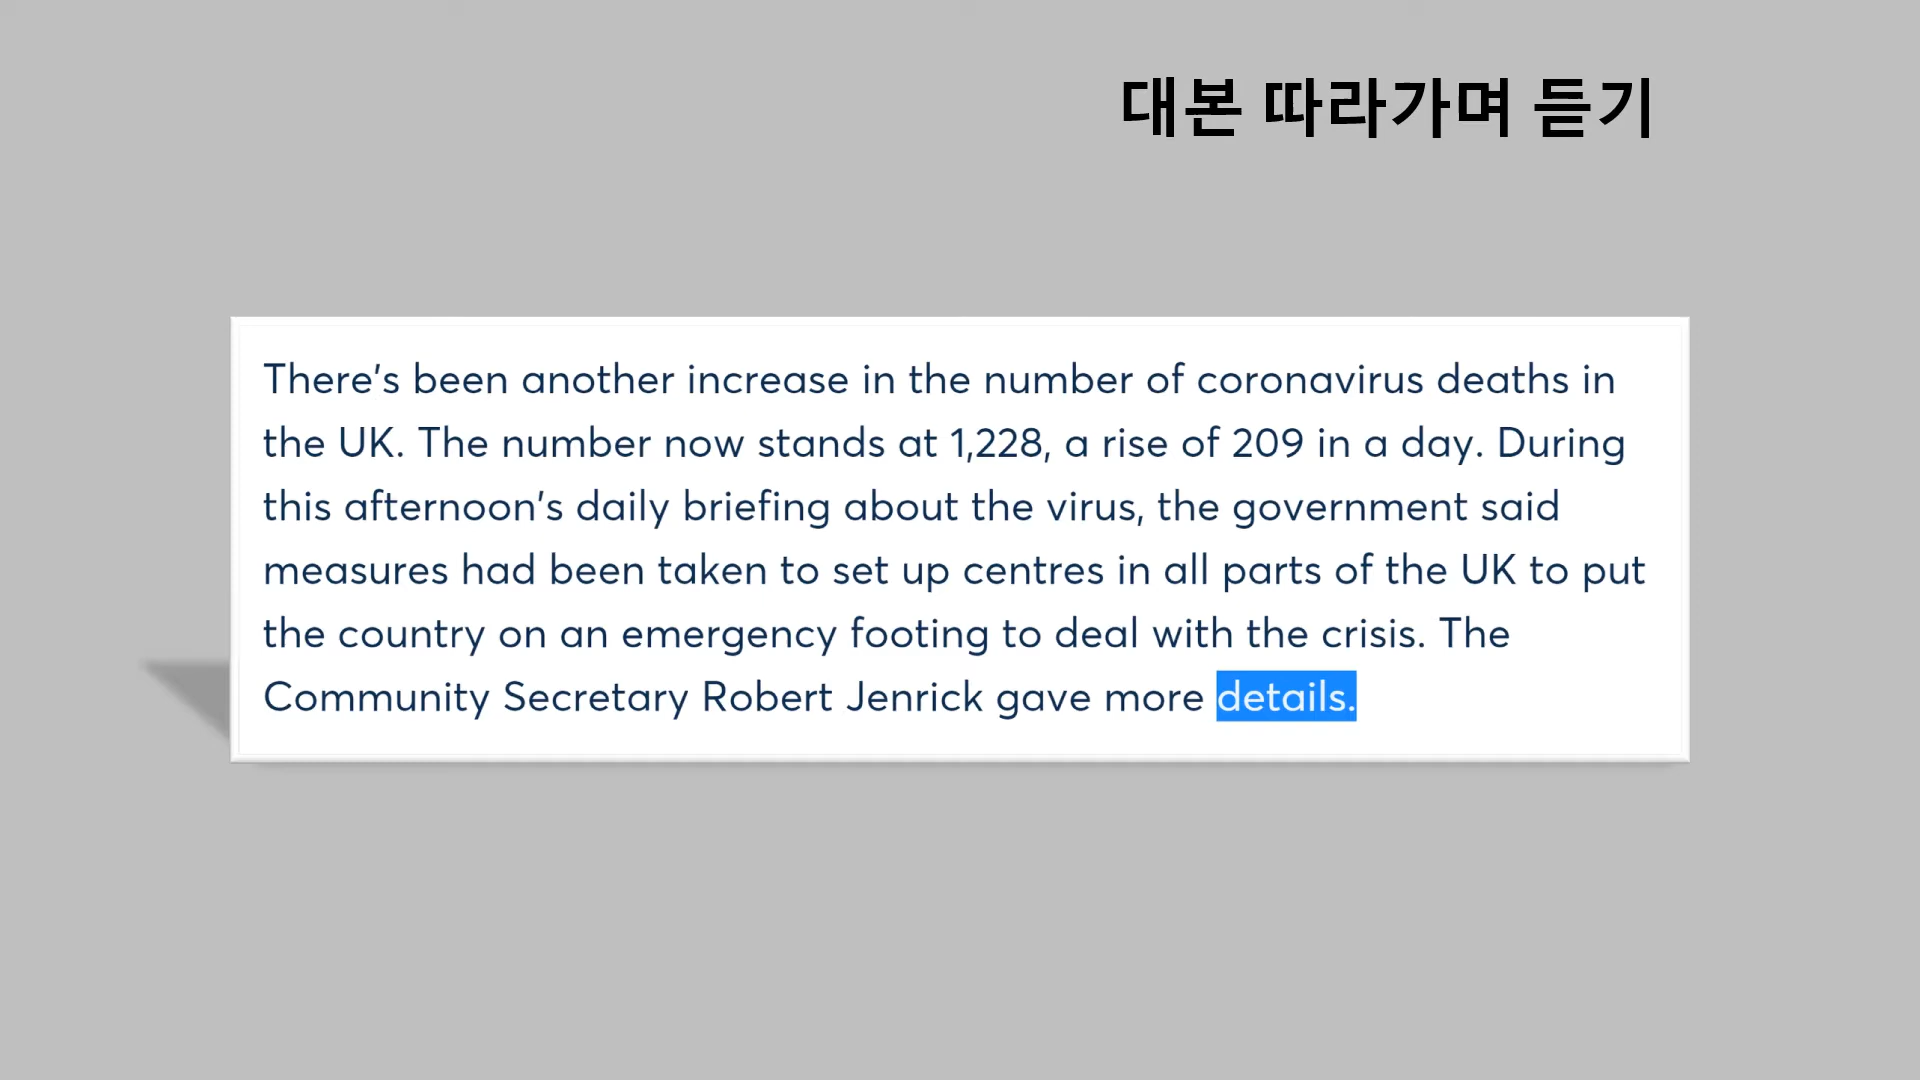 대본 따라가며 듣기
There's been another increase in the number of coronavirus deaths in
the UK. The number now stands at 1,228, a rise of 209 in a day. During
this afternoon's daily briefing about the virus, the government said
measures had been taken to set up centres in all parts of the UK to put
the country on an emergency footing to deal with the crisis. The
Community Secretary Robert Jenrick gave more details.